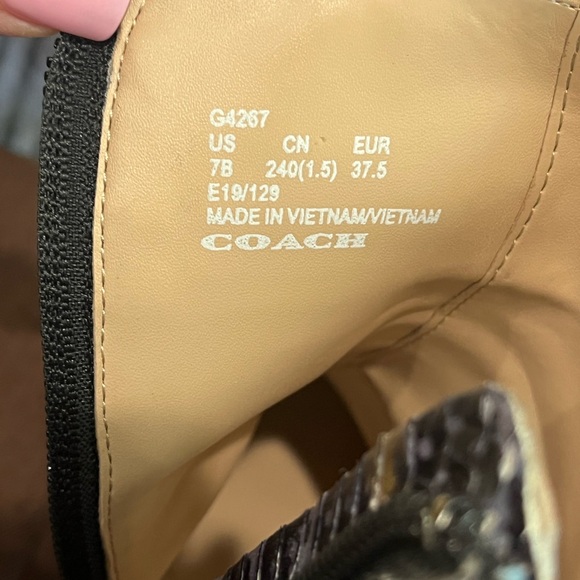 G4267
US CN EUR
7B 240(1.5) 37.5
E19/129
MADE IN VIETNAM/VIETNAM
COACH